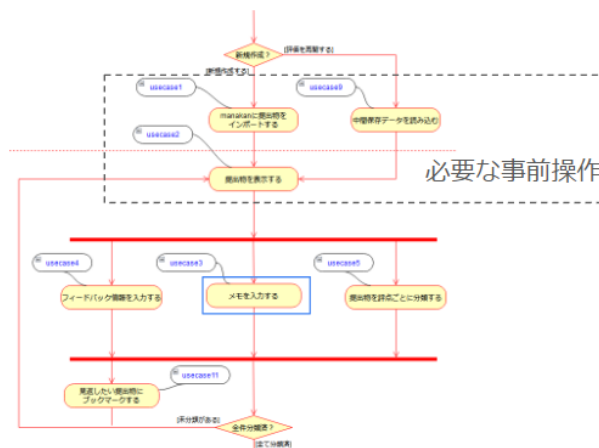 新規作成？
[評価を再開する]
[新規作成する]
usecase1
usecase9
manakanに提出物を
インポートする
中間保存データを読み込む
usecase2
必要な事前操作
提出物を表示する
usecase4
usecase3
usecase5
フィードバック情報を入力する
メモを入力する
提出物を評点ごとに分類する
見返したい提出物に
ブックマークする
usecase11
[未分類がある]
全件分類済？
[全て分類済]